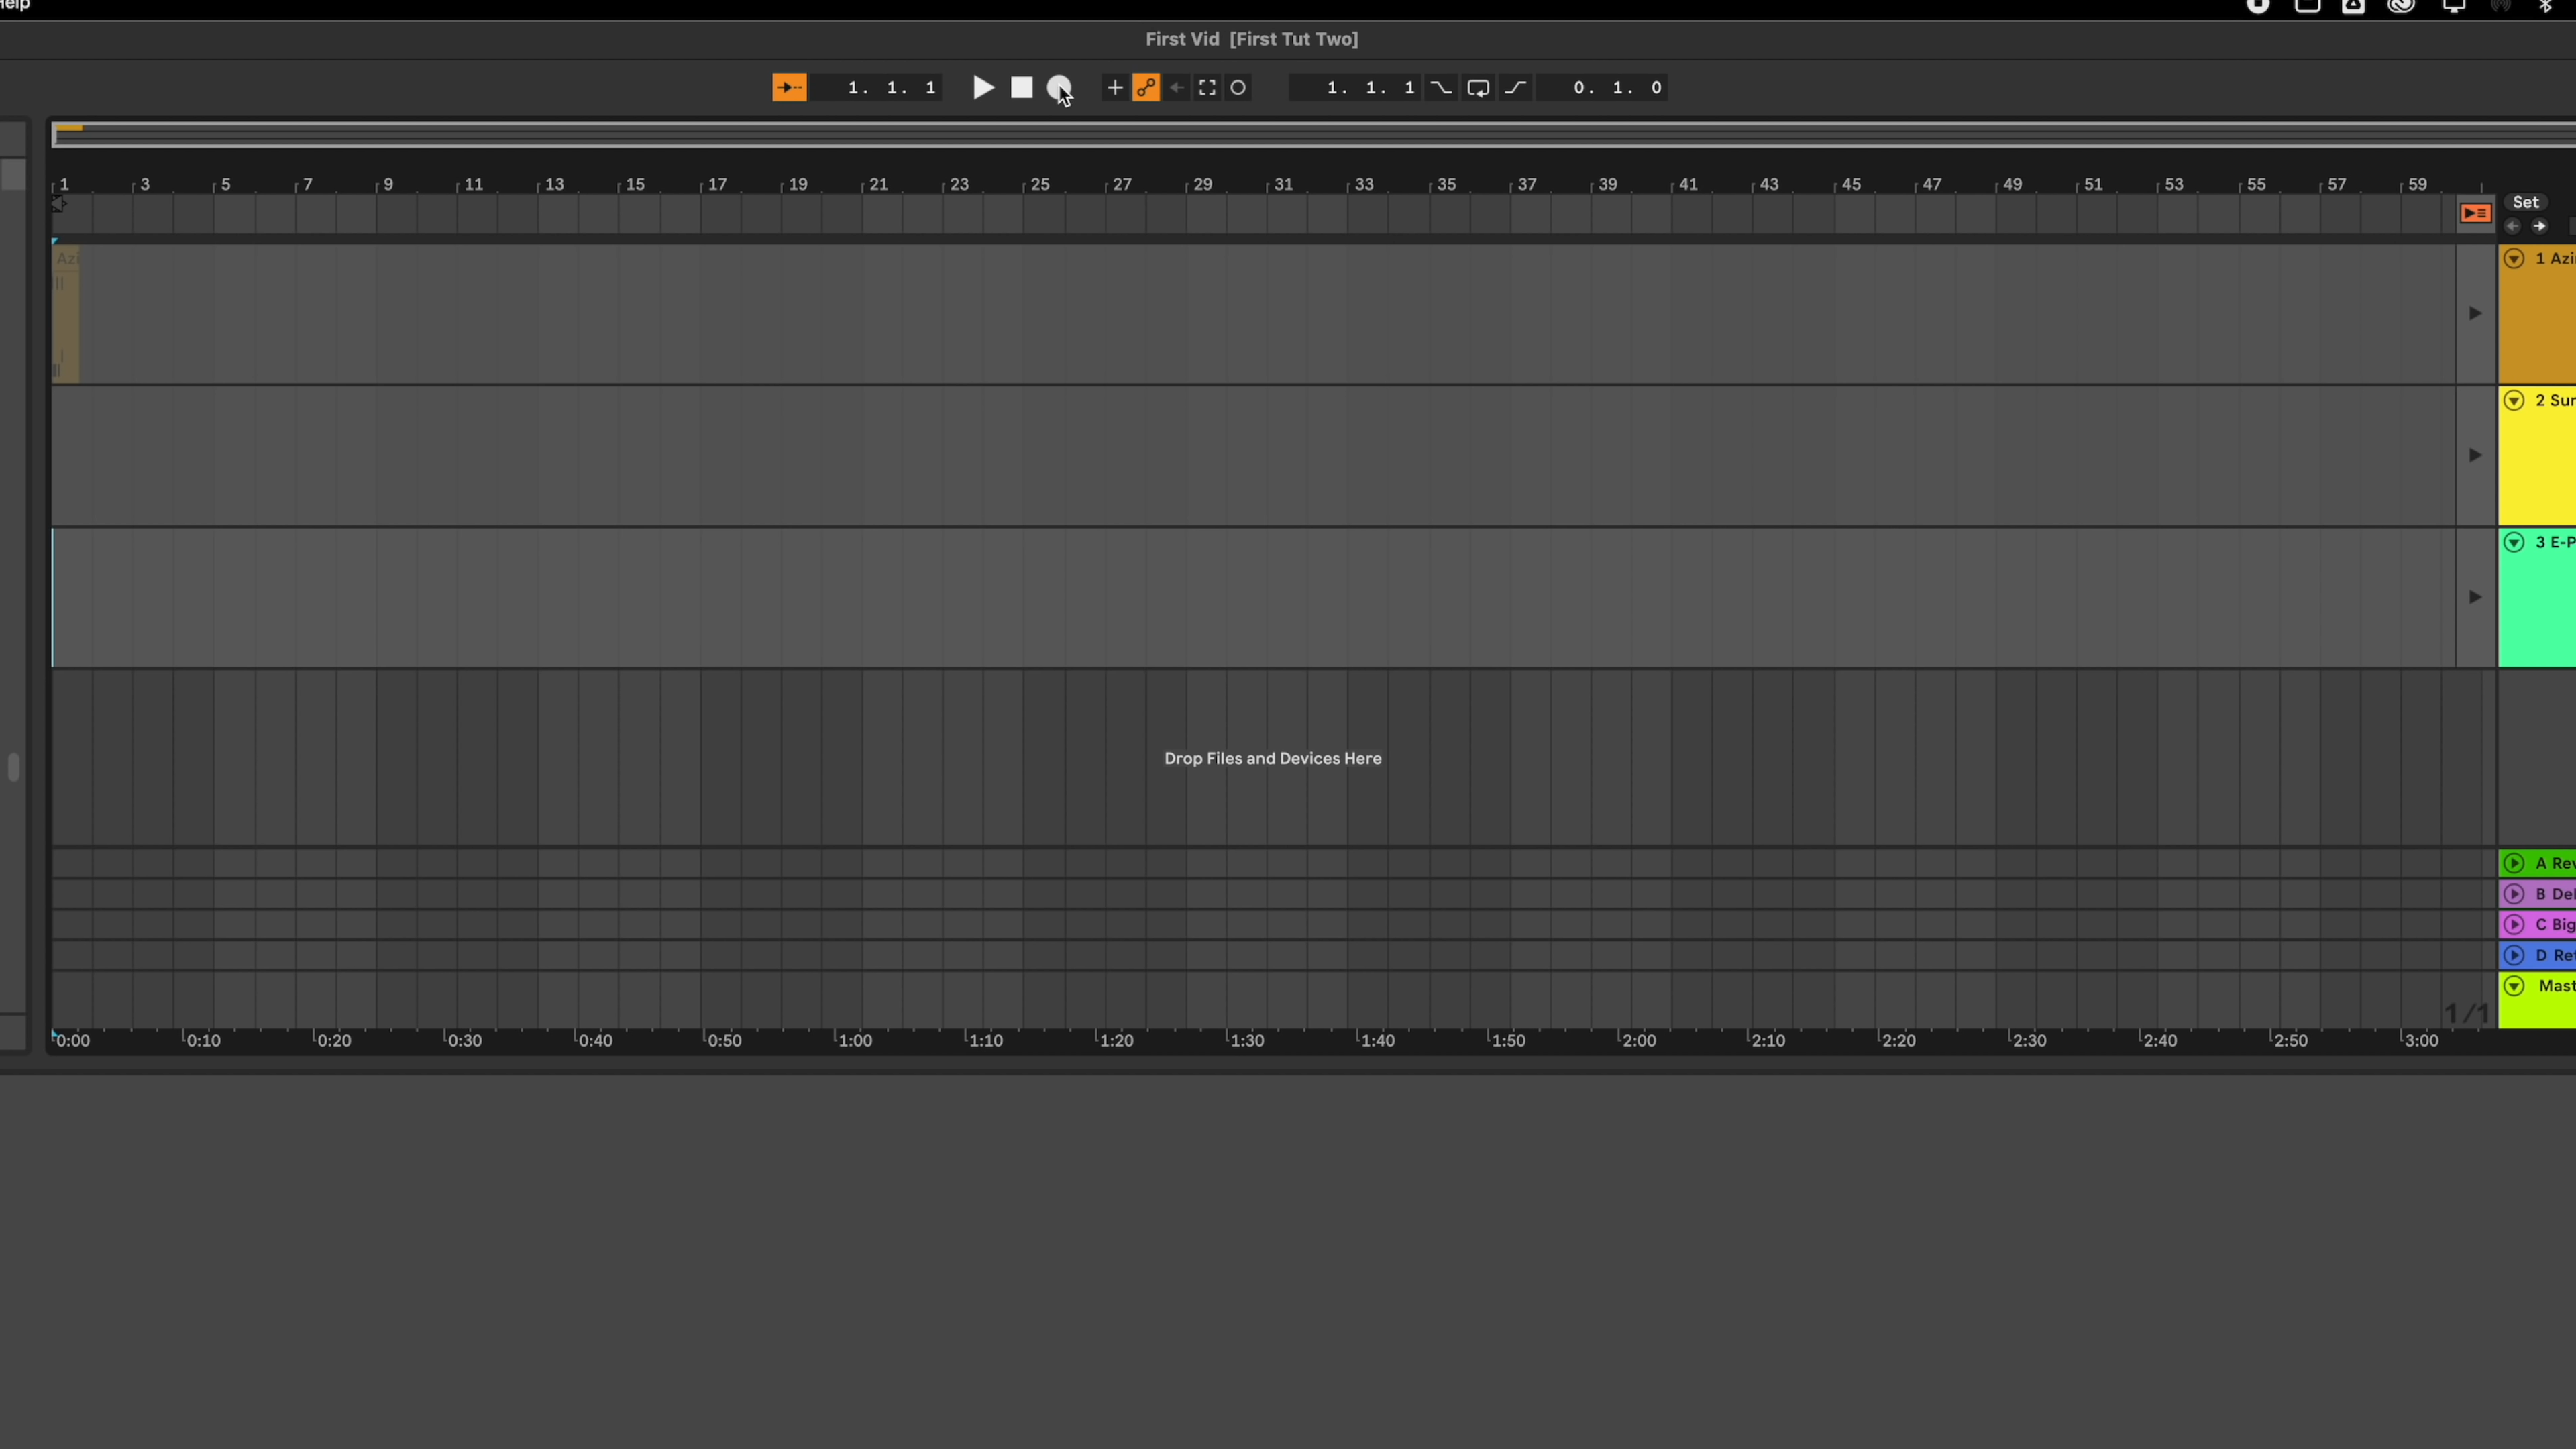 Help
First Vid [First Tut Two]
1. 1. 1
1. 1. 1
0. 1. 0
1 3 5 7 9 11 13 15 17 19 21 23 25 27 29 31 33 35 37 39 41 43 45 47 49 51 53 55 57 59
Set
Azi
1 Azi
2 Sur
3 E-P
Drop Files and Devices Here
A Rev
B Del
C Big
D Ret
Mast
1/1
0:00 0:10 0:20 0:30 0:40 0:50 1:00 1:10 1:20 1:30 1:40 1:50 2:00 2:10 2:20 2:30 2:40 2:50 3:00